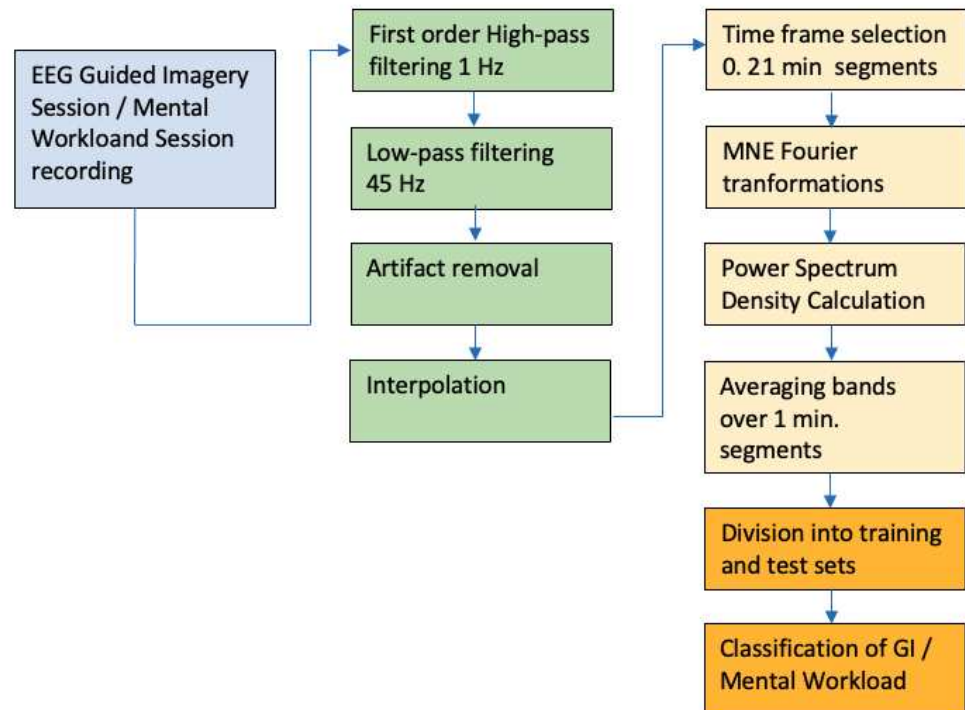 EEG Guided Imagery
Session / Mental
Workloand Session
recording
First order High-pass
filtering 1 Hz
Low-pass filtering
45 Hz
Artifact removal
Interpolation
Time frame selection
0. 21 min  segments
MNE Fourier
tranformations
Power Spectrum
Density Calculation
Averaging bands
over 1 min.
segments
Division into training
and test sets
Classification of GI /
Mental Workload